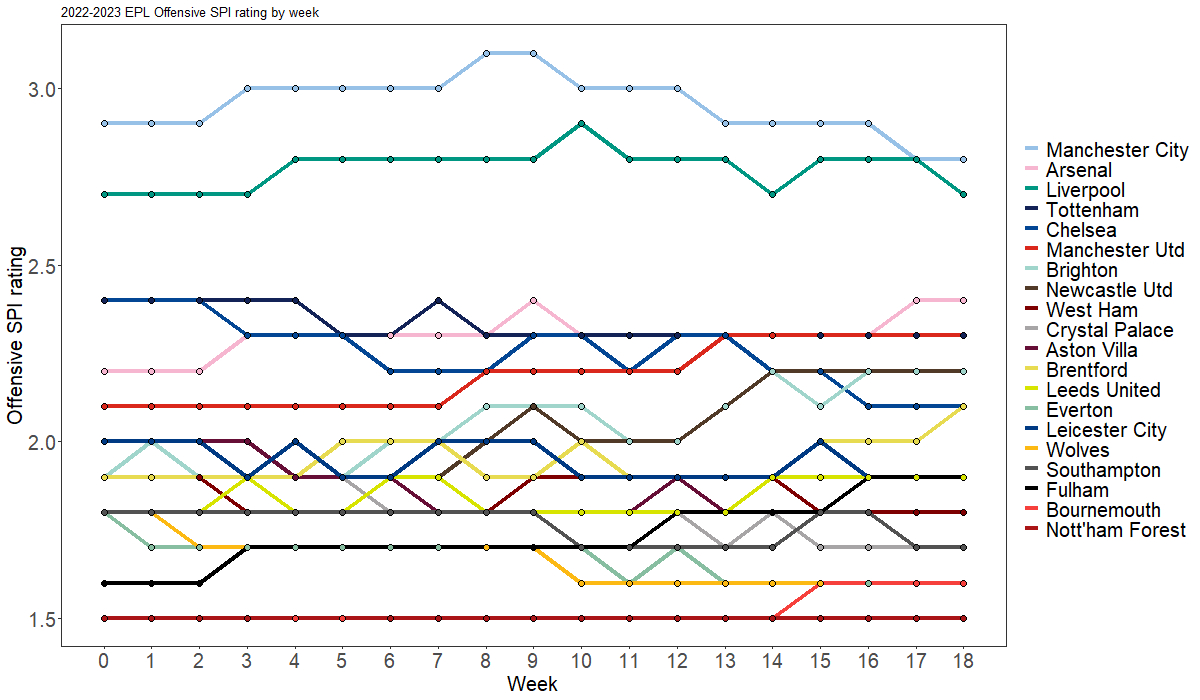 2022-2023 EPL Offensive SPI rating by week
Offensive SPI rating
3.0
2.5
2.0
1.5
0 1 2 3 4 5 6 7 8 9 10 11 12 13 14 15 16 17 18
Week
Manchester City
Arsenal
Liverpool
Tottenham
Chelsea
Manchester Utd
Brighton
Newcastle Utd
West Ham
Crystal Palace
Aston Villa
Brentford
Leeds United
Everton
Leicester City
Wolves
Southampton
Fulham
Bournemouth
Nott'ham Forest